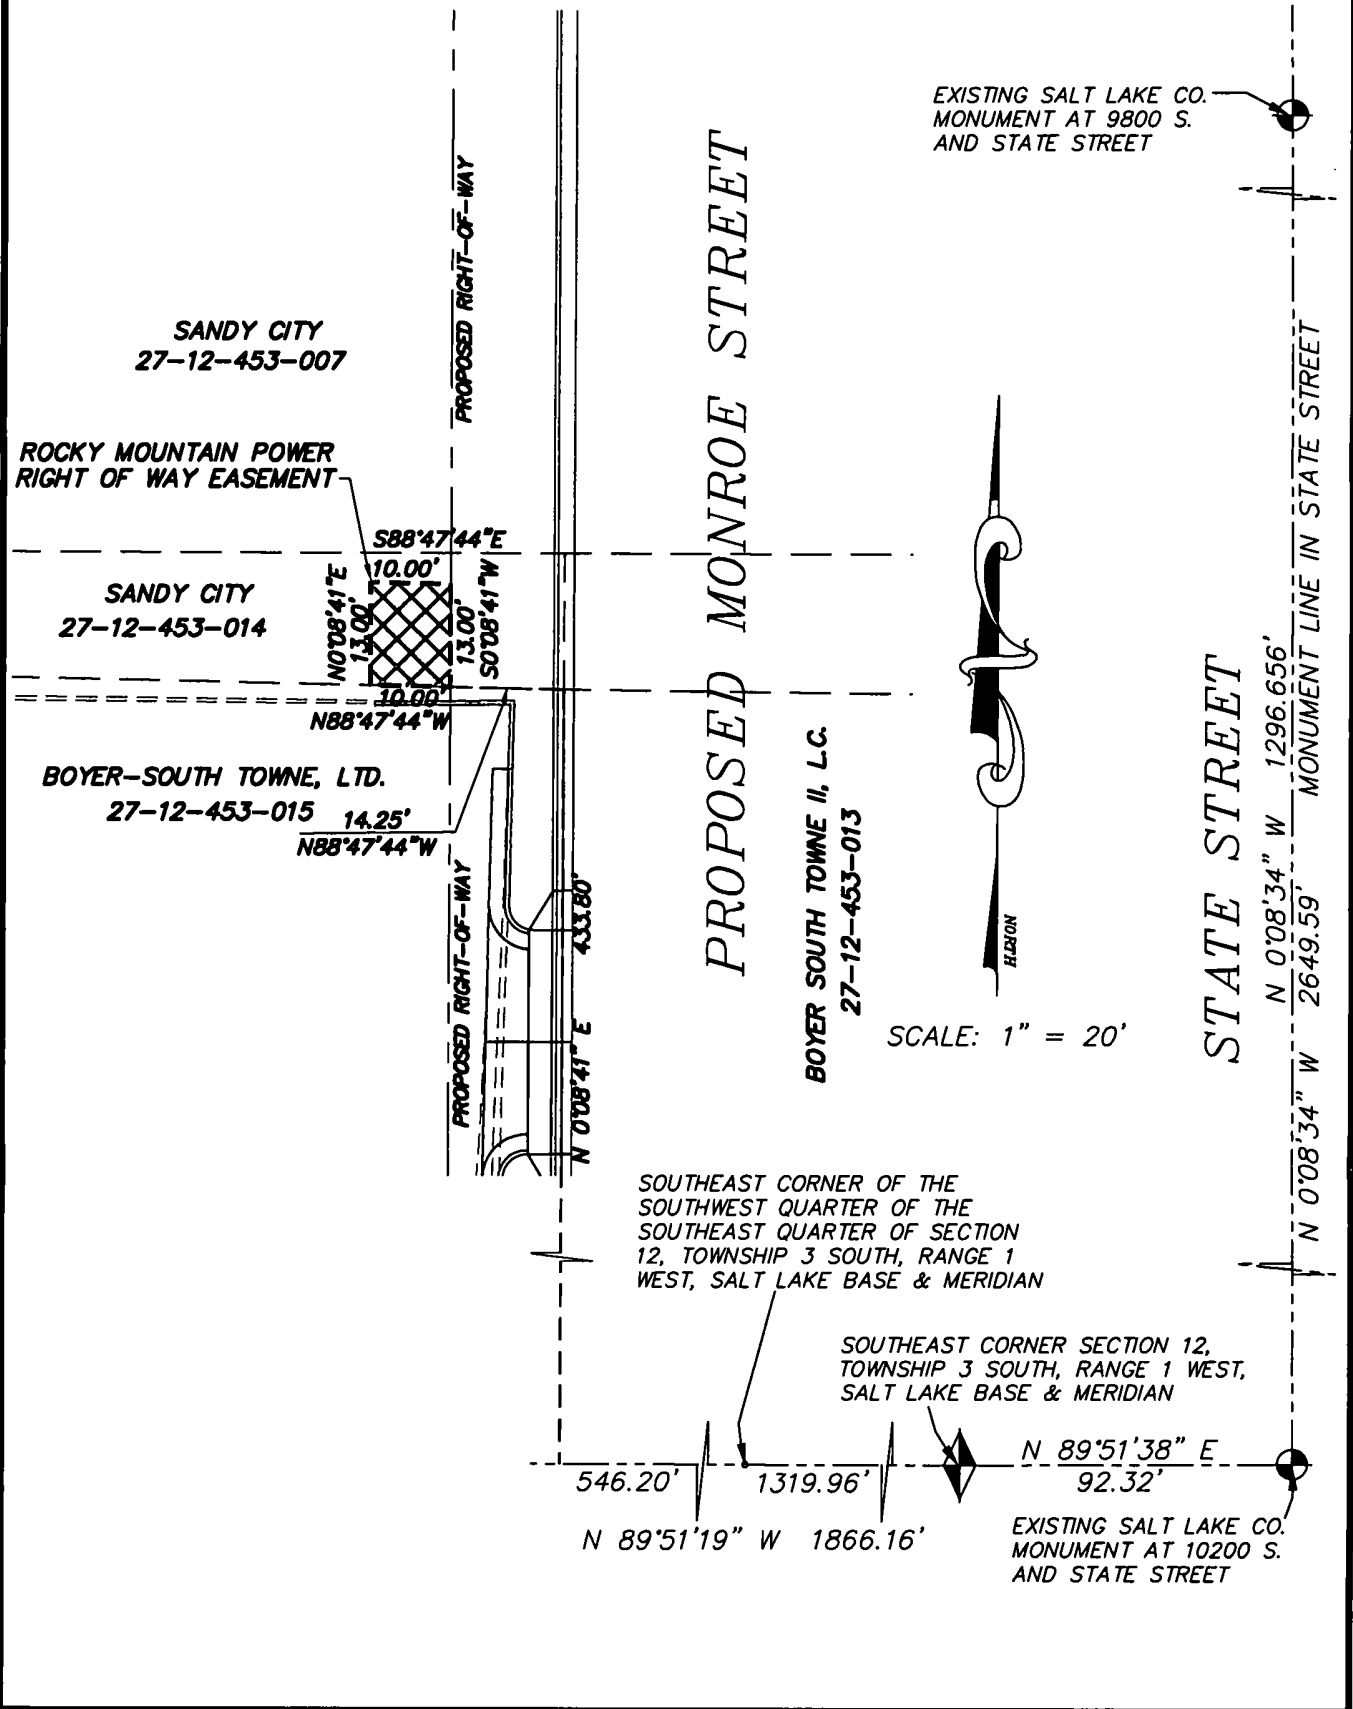 EXISTING SALT LAKE CO.
MONUMENT AT 9800 S.
AND STATE STREET
PROPOSED RIGHT-OF-WAY
PROPOSED MONROE STREET
SANDY CITY
27-12-453-007
ROCKY MOUNTAIN POWER
RIGHT OF WAY EASEMENT
S88°47'44"E
10.00'
N0°08'41"E
13.00'
13.00'
S0°08'41"W
10.00'
N88°47'44"W
SANDY CITY
27-12-453-014
BOYER-SOUTH TOWNE, LTD.
27-12-453-015
14.25'
N88°47'44"W
PROPOSED RIGHT-OF-WAY
N 0°08'41" E 433.80'
BOYER SOUTH TOWNE II, L.C.
27-12-453-013
NORTH
SCALE: 1" = 20'
STATE STREET
N 0°08'34" W 1296.656'
N 0°08'34" W 2649.59' MONUMENT LINE IN STATE STREET
SOUTHEAST CORNER OF THE
SOUTHWEST QUARTER OF THE
SOUTHEAST QUARTER OF SECTION
12, TOWNSHIP 3 SOUTH, RANGE 1
WEST, SALT LAKE BASE & MERIDIAN
SOUTHEAST CORNER SECTION 12,
TOWNSHIP 3 SOUTH, RANGE 1 WEST,
SALT LAKE BASE & MERIDIAN
N 89°51'38" E
92.32'
546.20'
1319.96'
N 89°51'19" W 1866.16'
EXISTING SALT LAKE CO.
MONUMENT AT 10200 S.
AND STATE STREET